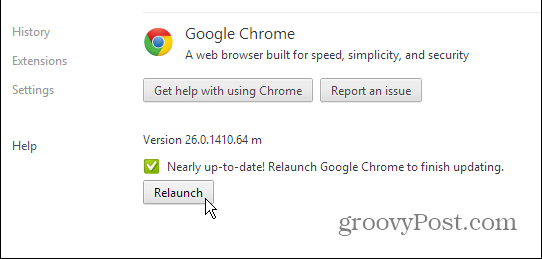 History
Extensions
Settings
Help
Google Chrome
A web browser built for speed, simplicity, and security
Get help with using Chrome
Report an issue
Version 26.0.1410.64 m
Nearly up-to-date! Relaunch Google Chrome to finish updating.
Relaunch
groovyPost.com